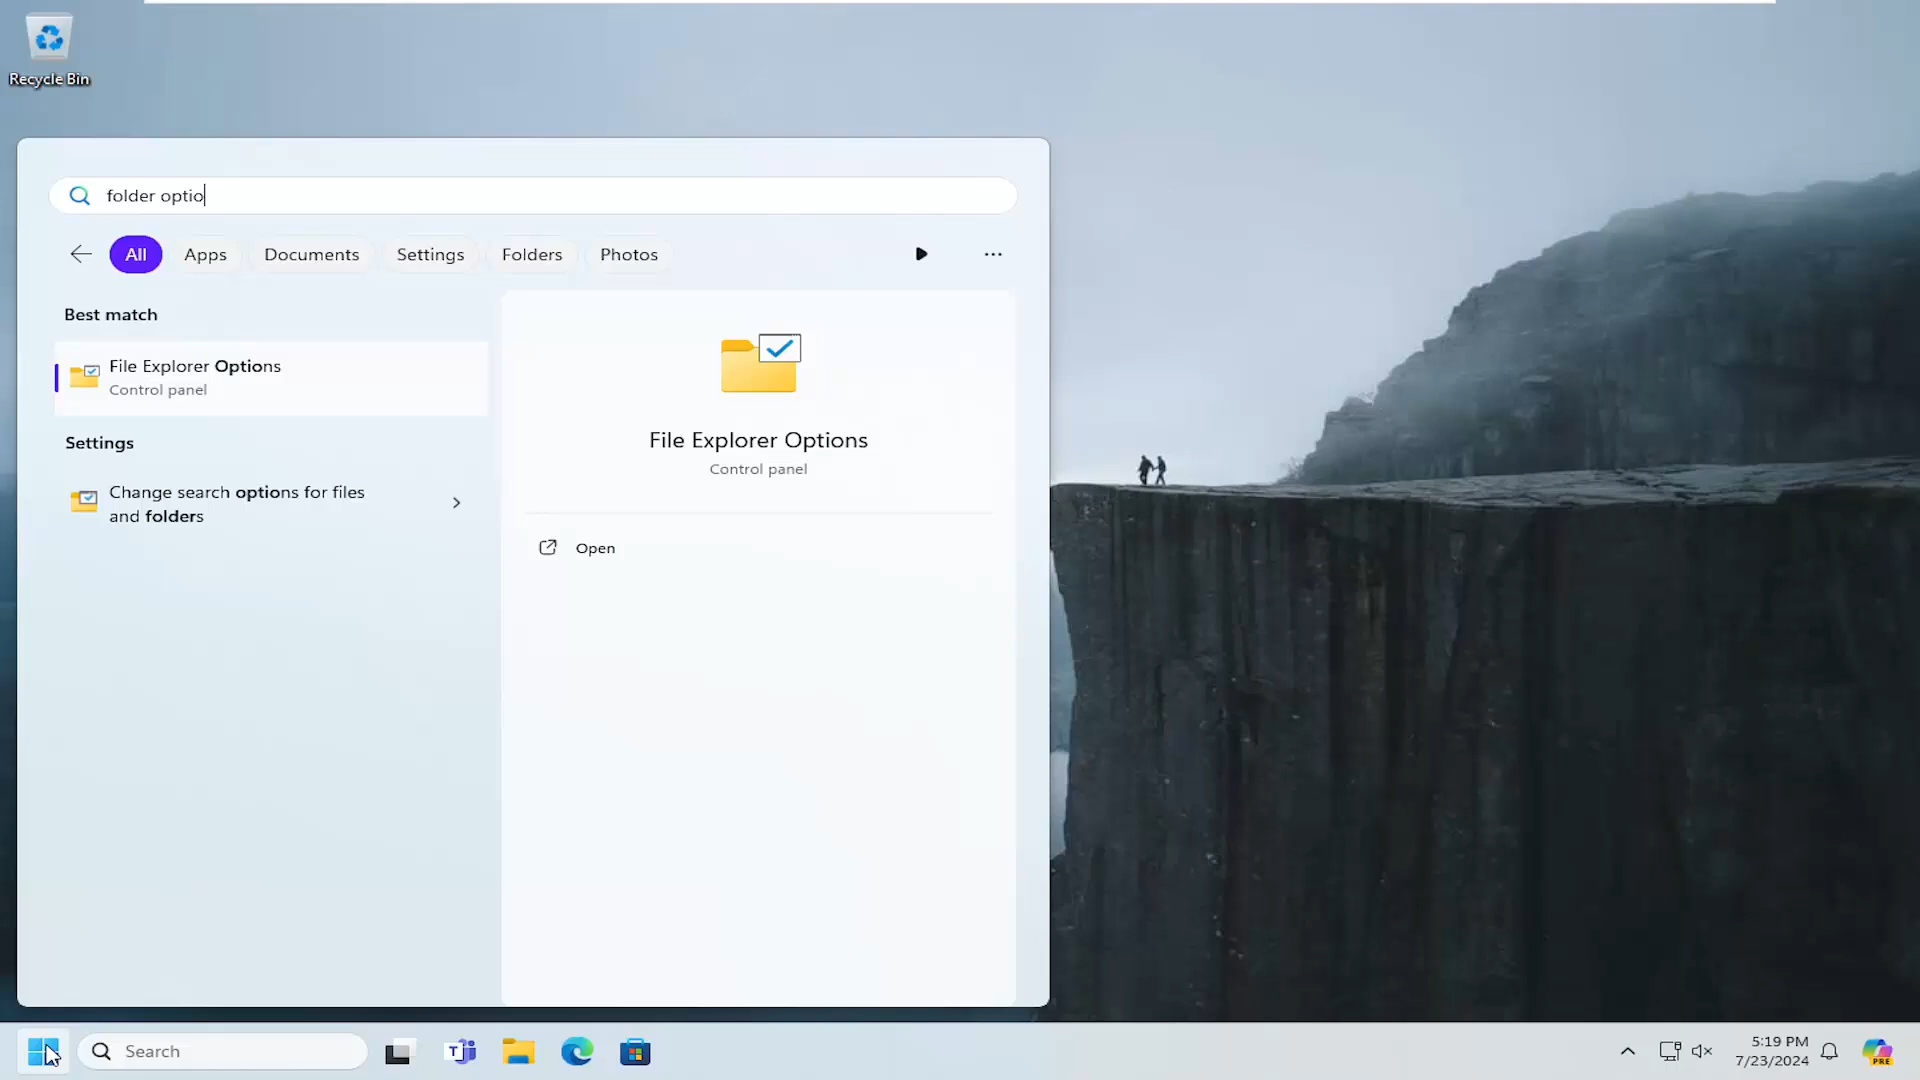 Recycle Bin
folder optio
All
Apps
Documents
Settings
Folders
Photos
Best match
File Explorer Options
Control panel
Settings
Change search options for files
and folders
File Explorer Options
Control panel
Open
Search
5:19 PM
7/23/2024
T
PRE